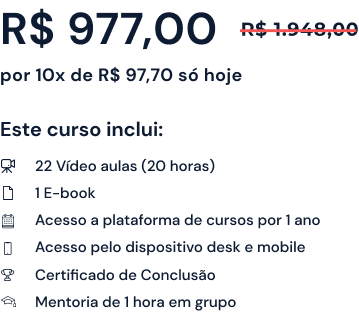 R$ 977,00 R$ 1.948,00
por 10x de R$ 97,70 só hoje
Este curso inclui:
22 Vídeo aulas (20 horas)
1 E-book
Acesso a plataforma de cursos por 1 ano
Acesso pelo dispositivo desk e mobile
Certificado de Conclusão
Mentoria de 1 hora em grupo